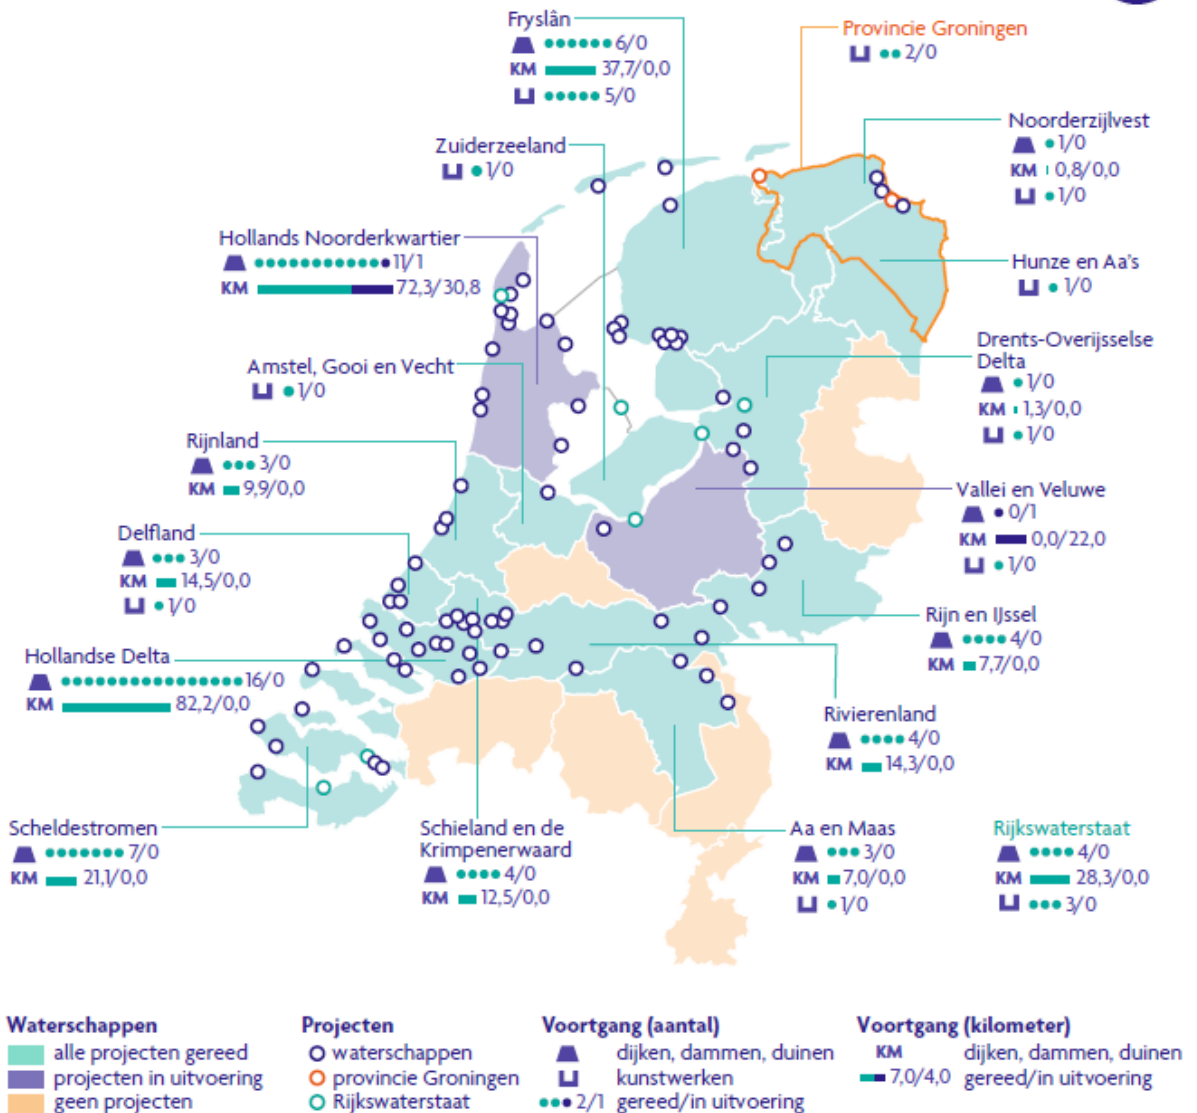 Fryslân
6/0
KM 37,7/0,0
5/0
Provincie Groningen
2/0
Noorderzijlvest
1/0
KM 0,8/0,0
1/0
Zuiderzeeland
1/0
Hollands Noorderkwartier
11/1
KM 72,3/30,8
Hunze en Aa's
1/0
Drents-Overijsselse
Delta
1/0
KM 1,3/0,0
1/0
Amstel, Gooi en Vecht
1/0
Rijnland
3/0
KM 9,9/0,0
Vallei en Veluwe
0/1
KM 0,0/22,0
1/0
Delfland
3/0
KM 14,5/0,0
1/0
Rijn en IJssel
4/0
KM 7,7/0,0
Hollandse Delta
16/0
KM 82,2/0,0
Rivierenland
4/0
KM 14,3/0,0
Scheldestromen
7/0
KM 21,1/0,0
Schieland en de
Krimpenerwaard
4/0
KM 12,5/0,0
Aa en Maas
3/0
KM 7,0/0,0
1/0
Rijkswaterstaat
4/0
KM 28,3/0,0
3/0
Waterschappen
alle projecten gereed
projecten in uitvoering
geen projecten
Projecten
waterschappen
provincie Groningen
Rijkswaterstaat
Voortgang (aantal)
dijken, dammen, duinen
kunstwerken
2/1 gereed/in uitvoering
Voortgang (kilometer)
KM dijken, dammen, duinen
7,0/4,0 gereed/in uitvoering